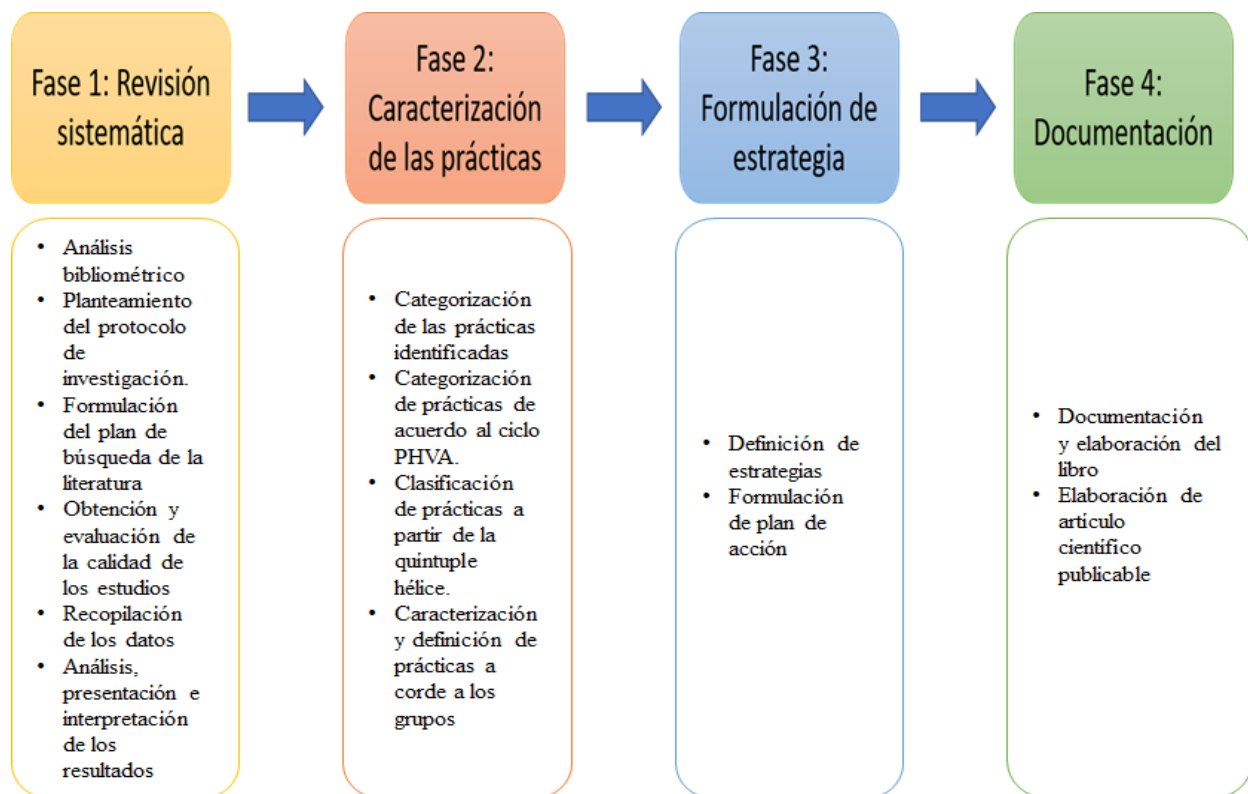 Fase 1: Revisión
sistemática
Fase 2:
Caracterización
de las prácticas
Fase 3:
Formulación de
estrategia
Fase 4:
Documentación
• Análisis
bibliométrico
• Planteamiento
del protocolo
de
investigación.
• Formulación
del plan de
búsqueda de la
literatura
• Obtención y
evaluación de
la calidad de
los estudios
• Recopilación
de los datos
• Análisis,
presentación e
interpretación
de los
resultados
• Categorización
de las prácticas
identificadas
• Categorización
de prácticas de
acuerdo al ciclo
PHVA.
• Clasificación
de prácticas a
partir de la
quíntuple
hélice.
• Caracterización
y definición de
prácticas a
corde a los
grupos
• Definición de
estrategias
• Formulación
de plan de
acción
• Documentación
y elaboración del
libro
• Elaboración de
artículo
científico
publicable